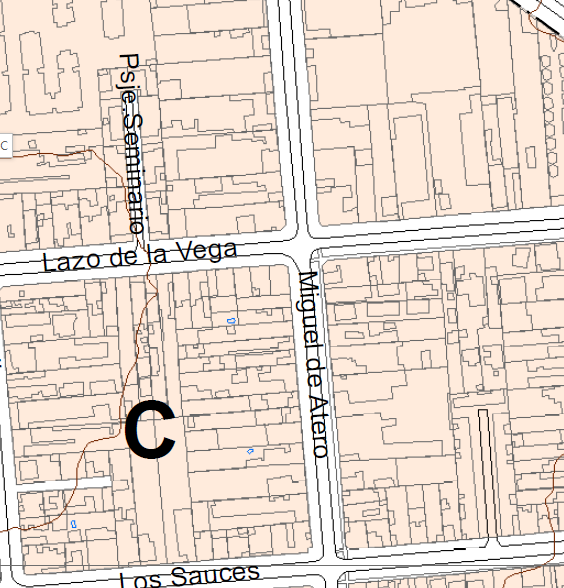 Psje. Seminario
C
Lazo de la Vega
Miguel de Atero
C
Los Sauces